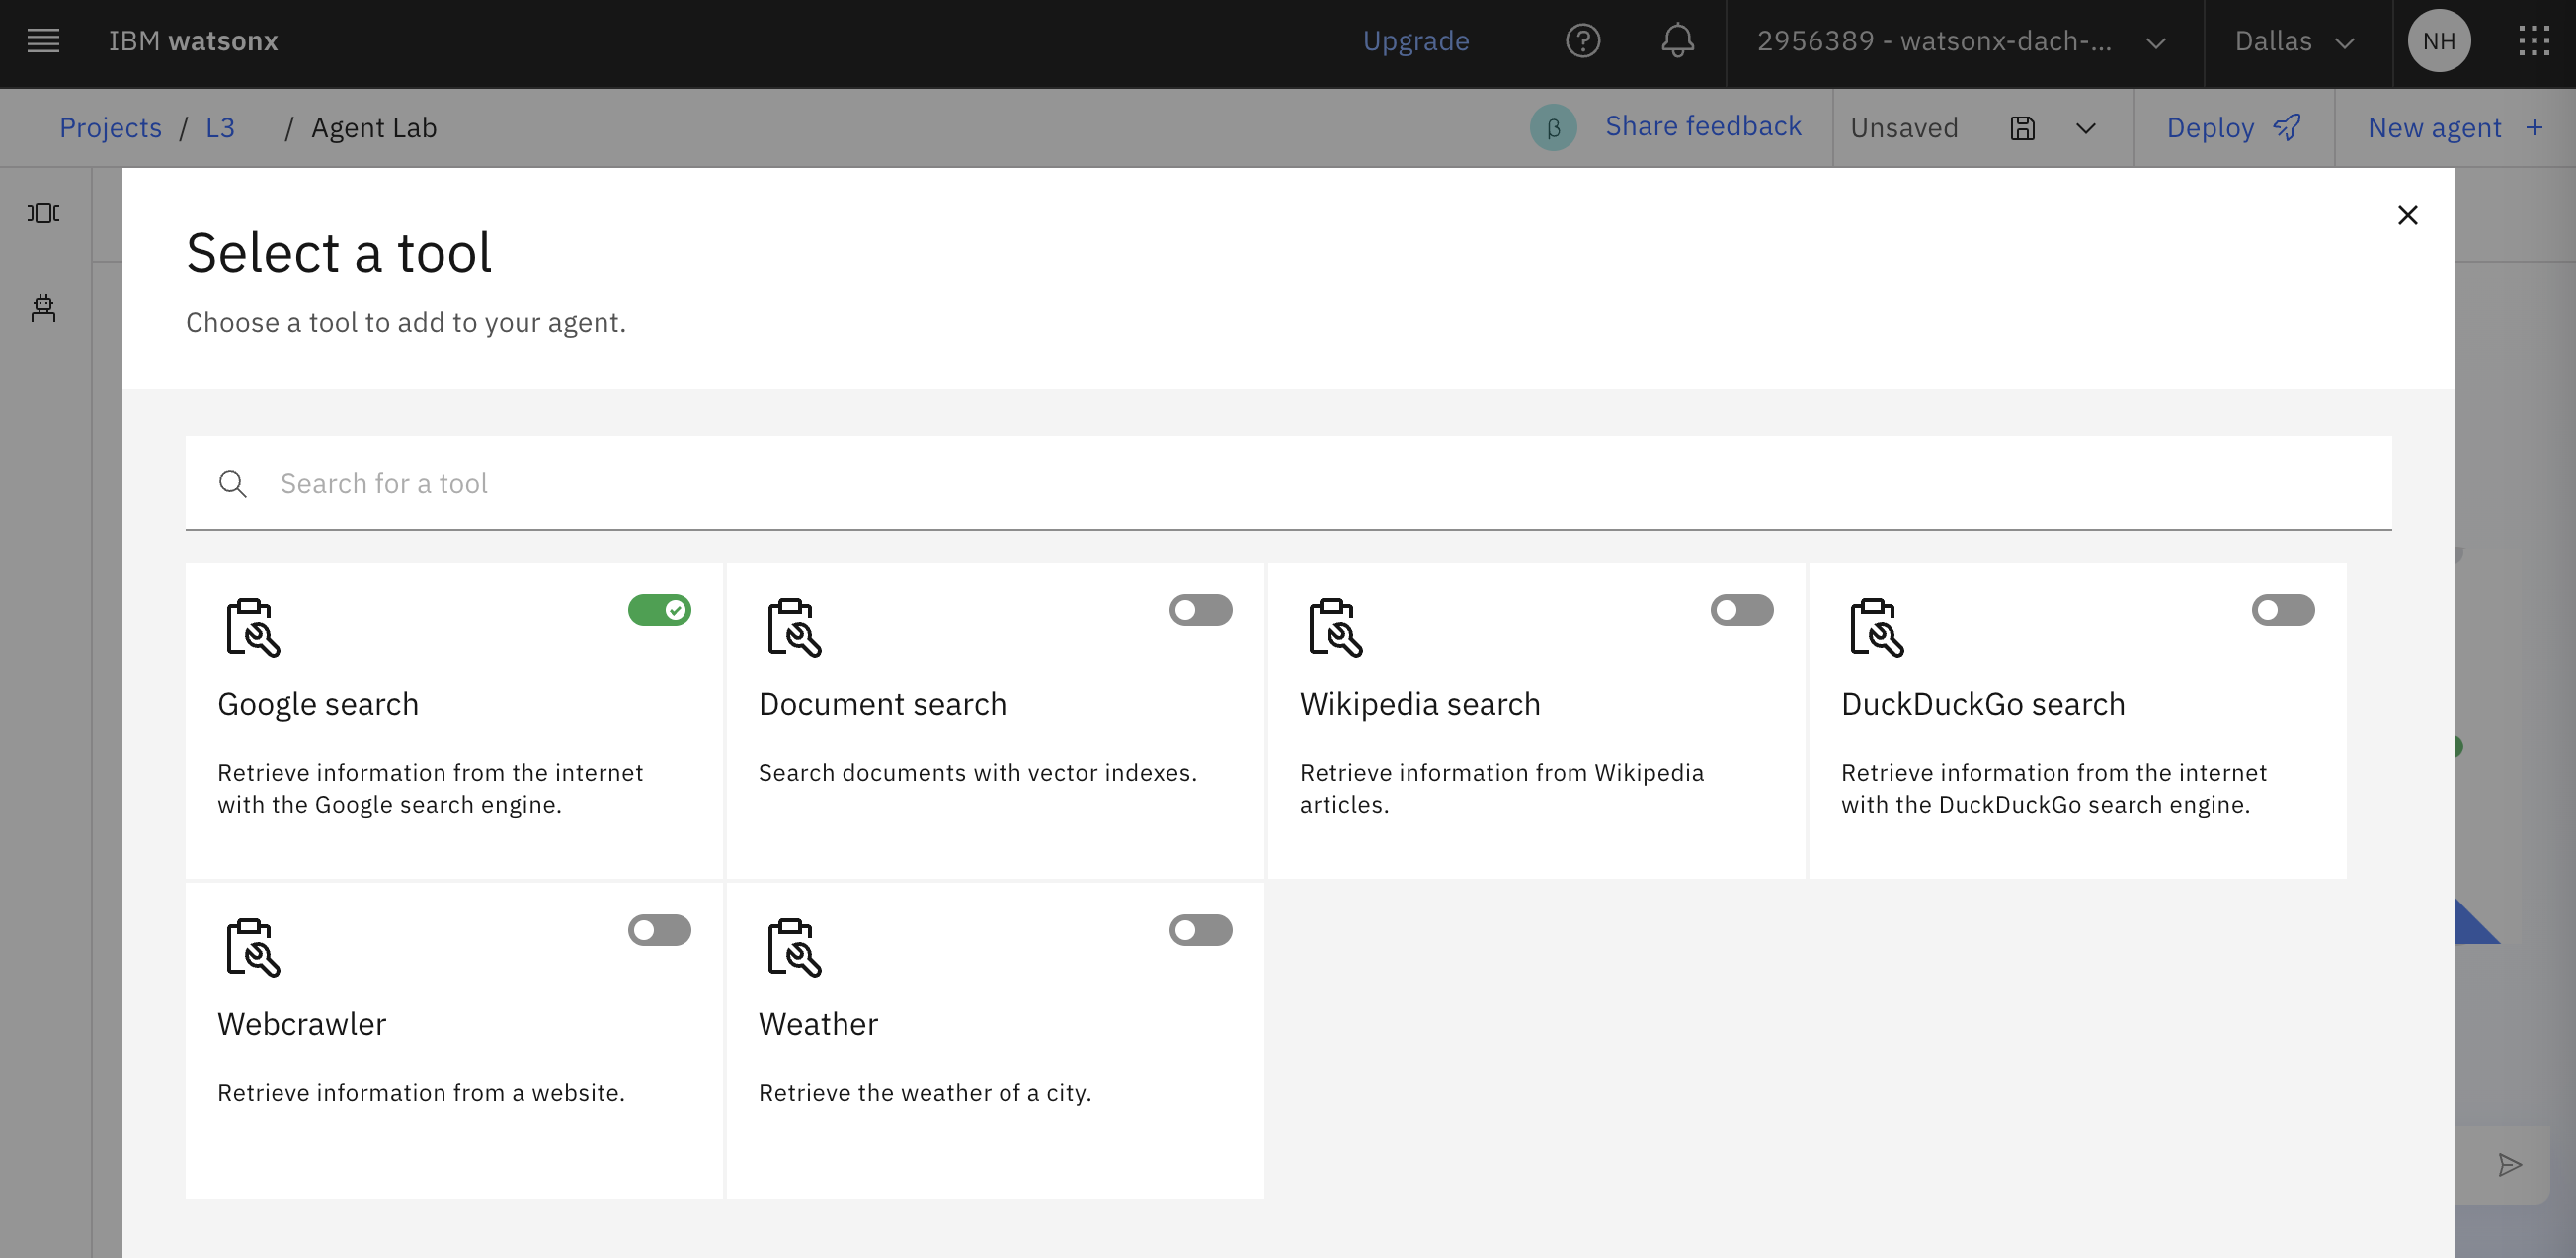 IBM watsonx
Upgrade
2956389 - watsonx-dach-...
Dallas
NH
Projects / L3 / Agent Lab
β
Share feedback
Unsaved
Deploy
New agent +
Select a tool
Choose a tool to add to your agent.
Search for a tool
Google search
Retrieve information from the internet
with the Google search engine.
Document search
Search documents with vector indexes.
Wikipedia search
Retrieve information from Wikipedia
articles.
DuckDuckGo search
Retrieve information from the internet
with the DuckDuckGo search engine.
Webcrawler
Retrieve information from a website.
Weather
Retrieve the weather of a city.